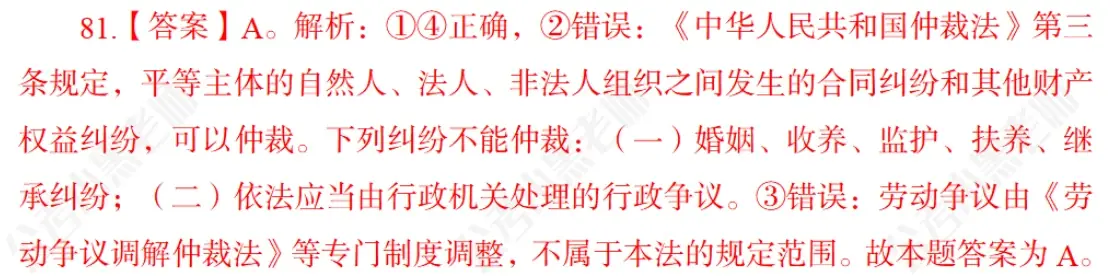 81.【答案】A。解析：①④正确，②错误：《中华人民共和国仲裁法》第三
条规定，平等主体的自然人、法人、非法人组织之间发生的合同纠纷和其他财产
权益纠纷，可以仲裁。下列纠纷不能仲裁：（一）婚姻、收养、监护、扶养、继
承纠纷；（二）依法应当由行政机关处理的行政争议。③错误：劳动争议由《劳
动争议调解仲裁法》等专门制度调整，不属于本法的规定范围。故本题答案为 A。